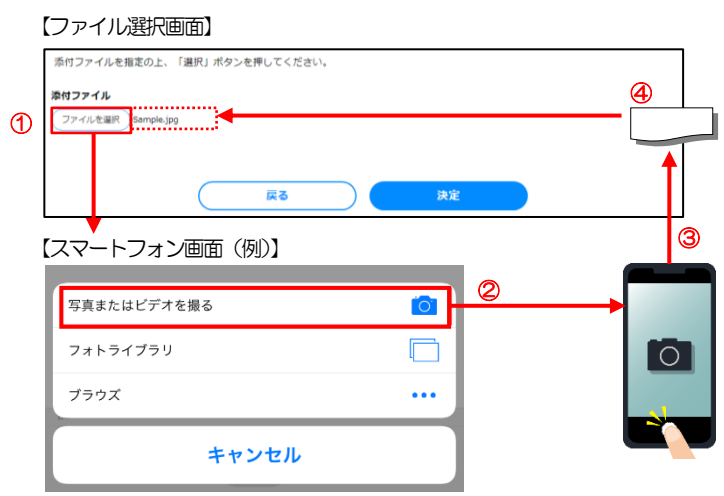 【ファイル選択画面】
添付ファイルを指定の上、「選択」ボタンを押してください。
添付ファイル
④
①
ファイルを選択 Sample.jpg
戻る 決定
③
【スマートフォン画面（例）】
②
写真またはビデオを撮る
フォトライブラリ
ブラウズ
キャンセル